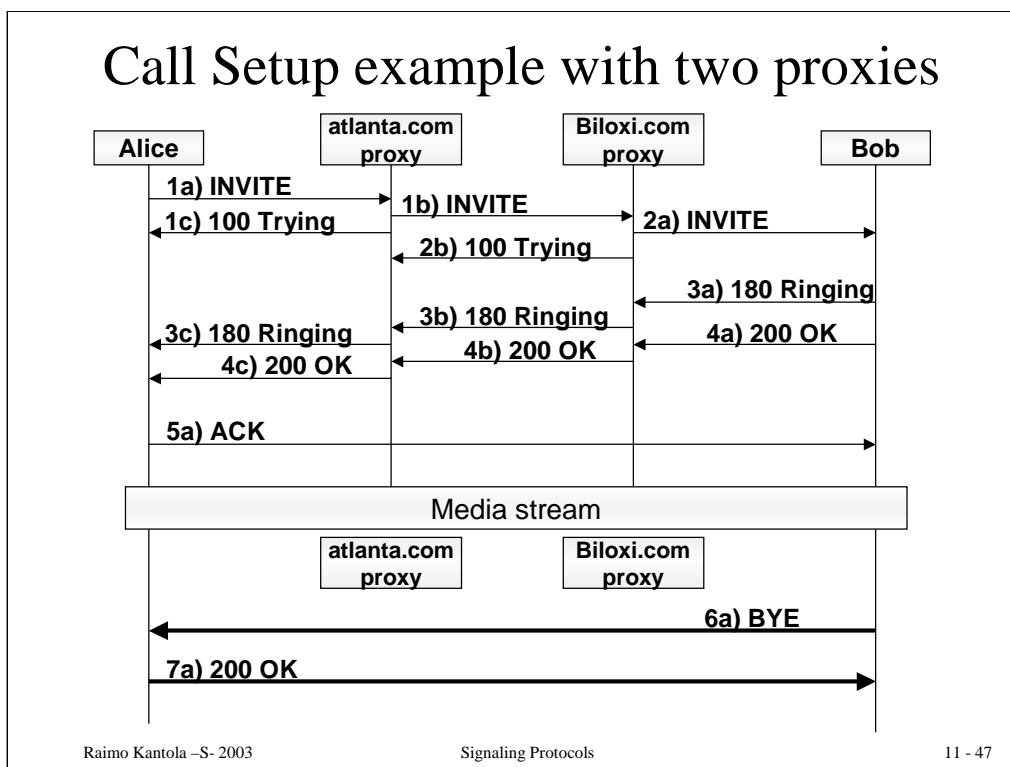 Call Setup example with two proxies
Alice
atlanta.com
proxy
Biloxi.com
proxy
Bob
1a) INVITE
1b) INVITE
1c) 100 Trying
2a) INVITE
2b) 100 Trying
3a) 180 Ringing
3b) 180 Ringing
3c) 180 Ringing
4a) 200 OK
4b) 200 OK
4c) 200 OK
5a) ACK
Media stream
atlanta.com
proxy
Biloxi.com
proxy
6a) BYE
7a) 200 OK
Raimo Kantola –S- 2003
Signaling Protocols
11 - 47